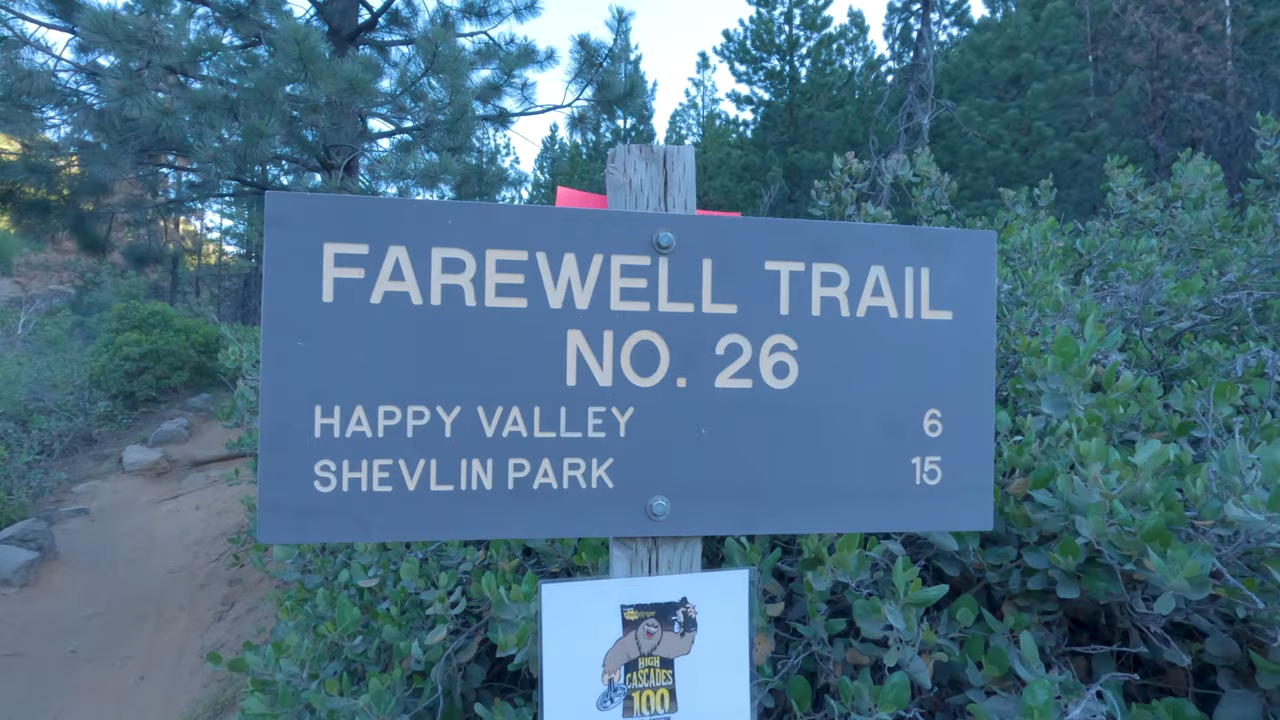 FAREWELL TRAIL
NO. 26
HAPPY VALLEY 6
SHEVLIN PARK 15
HIGH
CASCADES
100